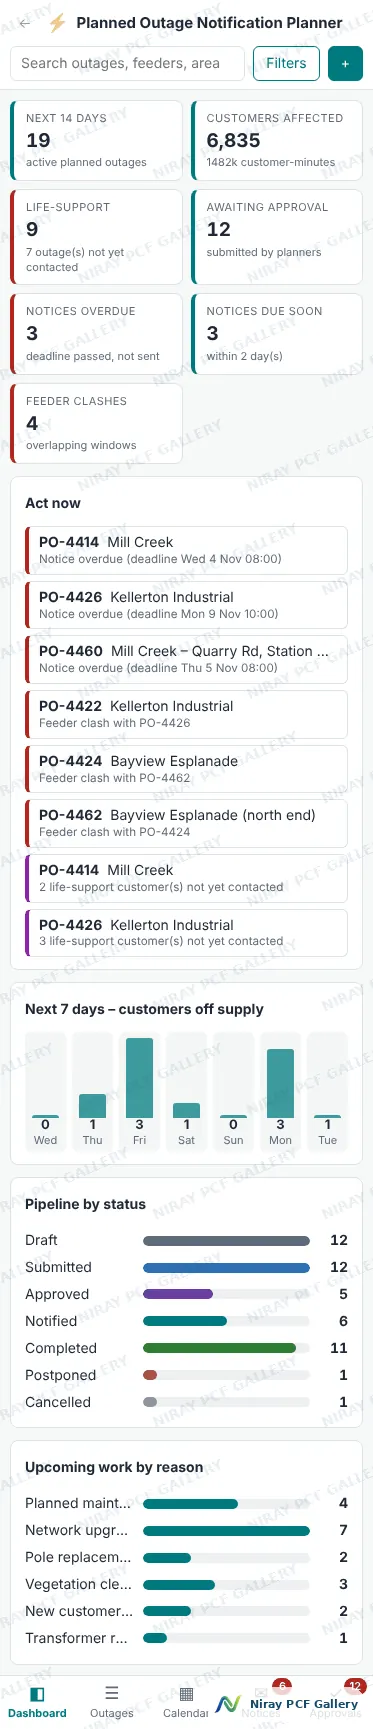 ← ⚡ Planned Outage Notification Planner
Search outages, feeders, area
Filters
+
NEXT 14 DAYS
19
active planned outages
CUSTOMERS AFFECTED
6,835
1482k customer-minutes
LIFE-SUPPORT
9
7 outage(s) not yet
contacted
AWAITING APPROVAL
12
submitted by planners
NOTICES OVERDUE
3
deadline passed, not sent
NOTICES DUE SOON
3
within 2 day(s)
FEEDER CLASHES
4
overlapping windows
Act now
PO-4414 Mill Creek
Notice overdue (deadline Wed 4 Nov 08:00)
PO-4426 Kellerton Industrial
Notice overdue (deadline Mon 9 Nov 10:00)
PO-4460 Mill Creek – Quarry Rd, Station ...
Notice overdue (deadline Thu 5 Nov 08:00)
PO-4422 Kellerton Industrial
Feeder clash with PO-4426
PO-4424 Bayview Esplanade
Feeder clash with PO-4462
PO-4462 Bayview Esplanade (north end)
Feeder clash with PO-4424
PO-4414 Mill Creek
2 life-support customer(s) not yet contacted
PO-4426 Kellerton Industrial
3 life-support customer(s) not yet contacted
Next 7 days – customers off supply
0 1 3 1 0 3 1
Wed Thu Fri Sat Sun Mon Tue
Pipeline by status
Draft 12
Submitted 12
Approved 5
Notified 6
Completed 11
Postponed 1
Cancelled 1
Upcoming work by reason
Planned maint... 4
Network upgr... 7
Pole replacem... 2
Vegetation cle... 3
New customer... 2
Transformer r... 1
6 12
Dashboard Outages Calendar Notices Approvals
Niray PCF Gallery
NIRAY PCF GALLERY